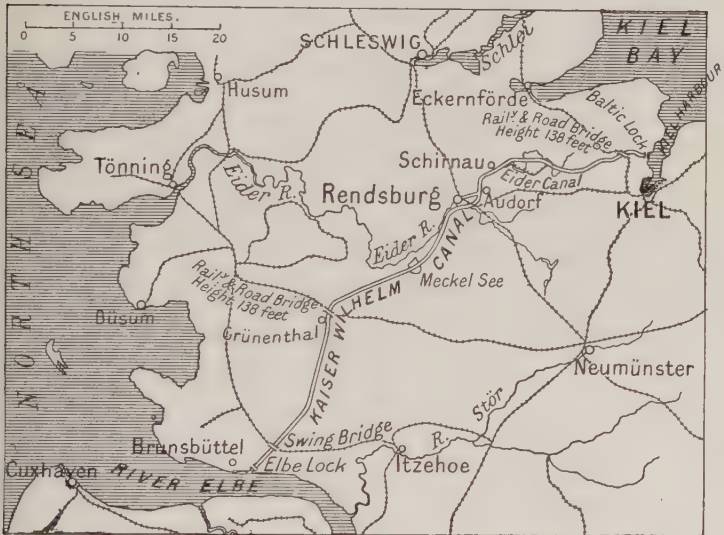 ENGLISH MILES.
0 5 10 15 20
KIEL
BAY
SCHLESWIG
Schlei
Husum
Eckernförde
Baltic Lock
KIEL HARBOUR
Raily. & Road Bridge
Height 138 feet
NORTH SEA
Tönning
Schirnau
Eider R.
Rendsburg
Eider Canal
Audorf
KIEL
Eider R.
KAISER WILHELM CANAL
Meckel See
Raily. & Road Bridge
Height 138 feet
Büsum
Grünenthal
Neumünster
Stör R.
Swing Bridge
Brunsbüttel
Elbe Lock
Itzehoe
Cuxhaven
RIVER ELBE